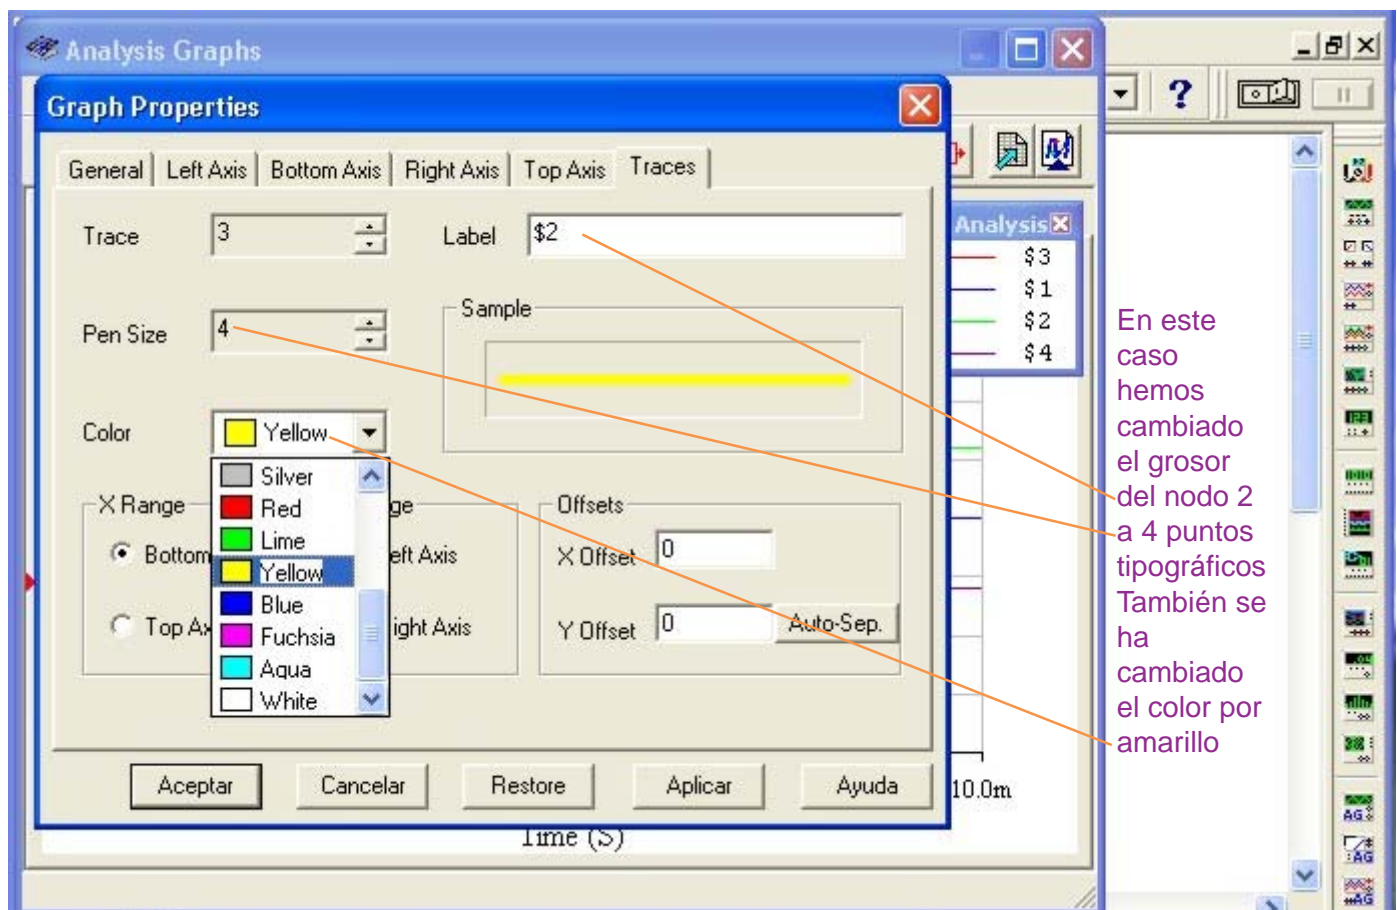 Analysis Graphs
Graph Properties
General Left Axis Bottom Axis Right Axis Top Axis Traces
Trace 3 Label $2
Pen Size 4 Sample
Color Yellow
Silver
Red
Lime
Yellow
Blue
Fuchsia
Aqua
White
X Range ge
Bottom eft Axis
Top Ax ight Axis
Offsets
X Offset 0
Y Offset 0 Auto-Sep.
Aceptar Cancelar Restore Aplicar Ayuda
Analysis
$3
$1
$2
$4
10.0m
Time (S)
En este
caso
hemos
cambiado
el grosor
del nodo 2
a 4 puntos
tipográficos
También se
ha
cambiado
el color por
amarillo
?
AG
AG
AG